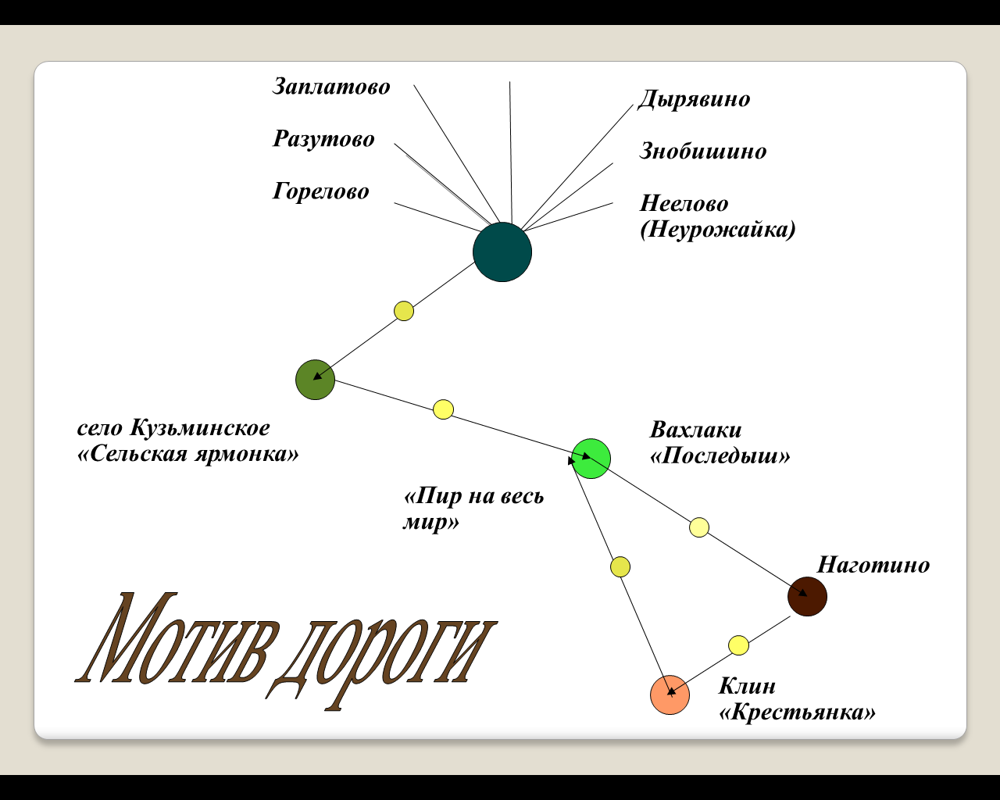 Заплатово
Разутово
Горелово
Дырявино
Знобишино
Неелово
(Неурожайка)
село Кузьминское
«Сельская ярмонка»
Вахлаки
«Последыш»
«Пир на весь
мир»
Наготино
Клин
«Крестьянка»
Мотив дороги